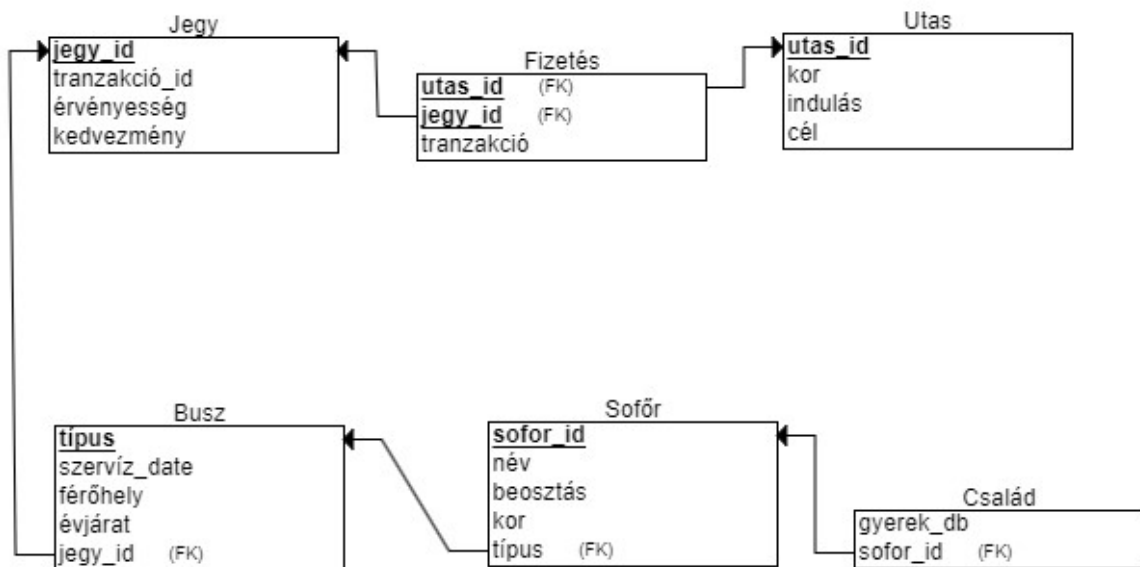 Jegy
jegy_id
tranzakció_id
érvényesség
kedvezmény
Fizetés
utas_id (FK)
jegy_id (FK)
tranzakció
Utas
utas_id
kor
indulás
cél
Busz
típus
szervíz_date
férőhely
évjárat
jegy_id (FK)
Sofőr
sofor_id
név
beosztás
kor
típus (FK)
Család
gyerek_db
sofor_id (FK)